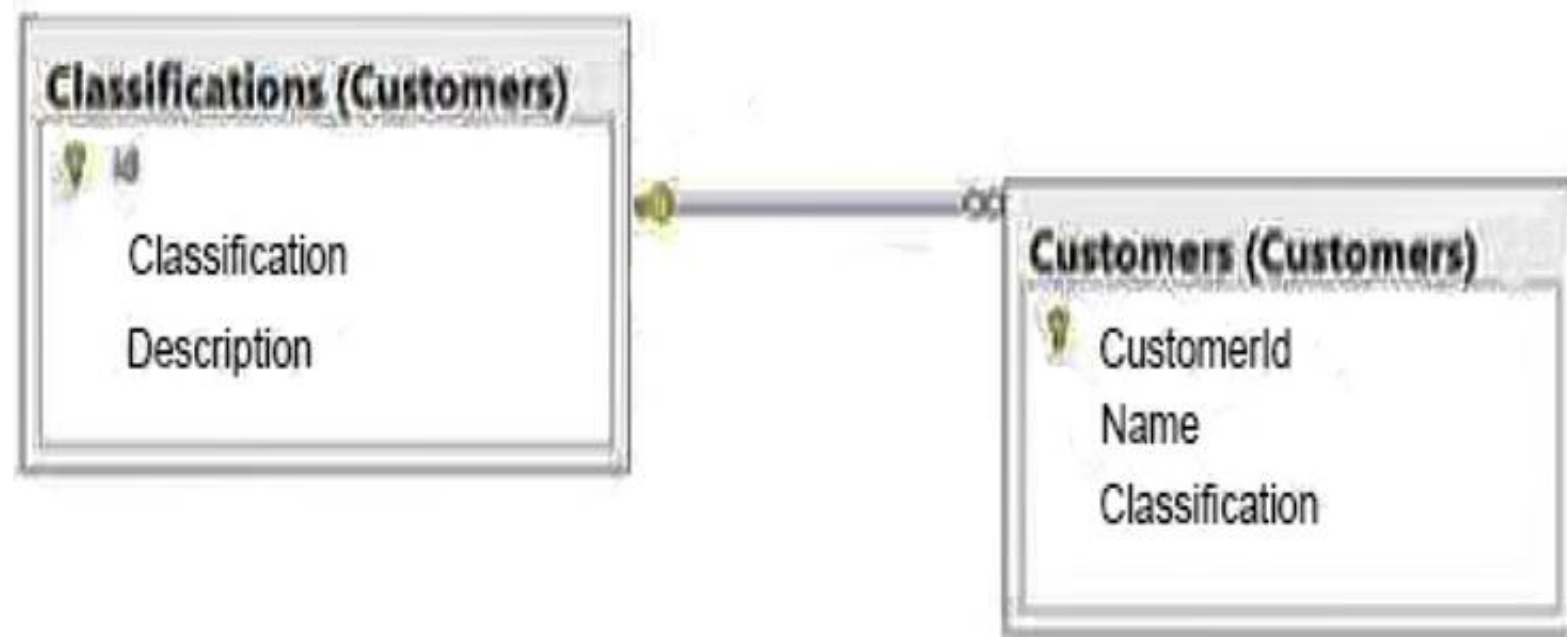 Classifications (Customers)
Id
Classification
Description
Customers (Customers)
CustomerId
Name
Classification